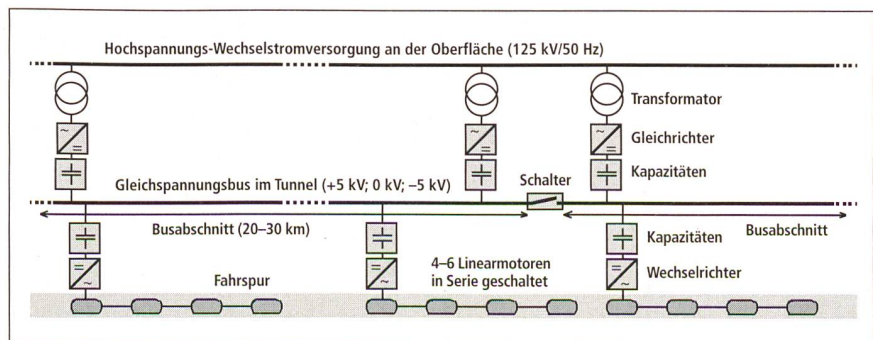 Hochspannungs-Wechselstromversorgung an der Oberfläche (125 kV/50 Hz)
Transformator
Gleichrichter
Kapazitäten
Gleichspannungsbus im Tunnel (+5 kV; 0 kV; –5 kV)
Schalter
Busabschnitt (20–30 km)
Busabschnitt
Kapazitäten
4–6 Linearmotoren
in Serie geschaltet
Wechselrichter
Fahrspur